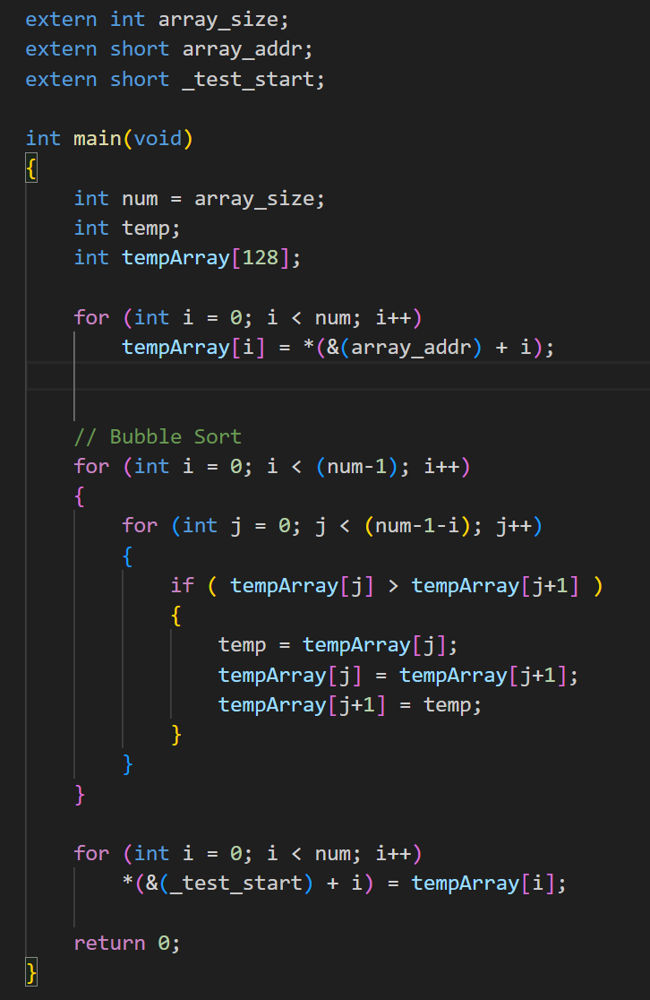 extern int array_size;
extern short array_addr;
extern short _test_start;
int main(void)
{
    int num = array_size;
    int temp;
    int tempArray[128];
    for (int i = 0; i < num; i++)
        tempArray[i] = *(&(array_addr) + i);
    // Bubble Sort
    for (int i = 0; i < (num-1); i++)
    {
        for (int j = 0; j < (num-1-i); j++)
        {
            if ( tempArray[j] > tempArray[j+1] )
            {
                temp = tempArray[j];
                tempArray[j] = tempArray[j+1];
                tempArray[j+1] = temp;
            }
        }
    }
    for (int i = 0; i < num; i++)
        *(&(_test_start) + i) = tempArray[i];
    return 0;
}